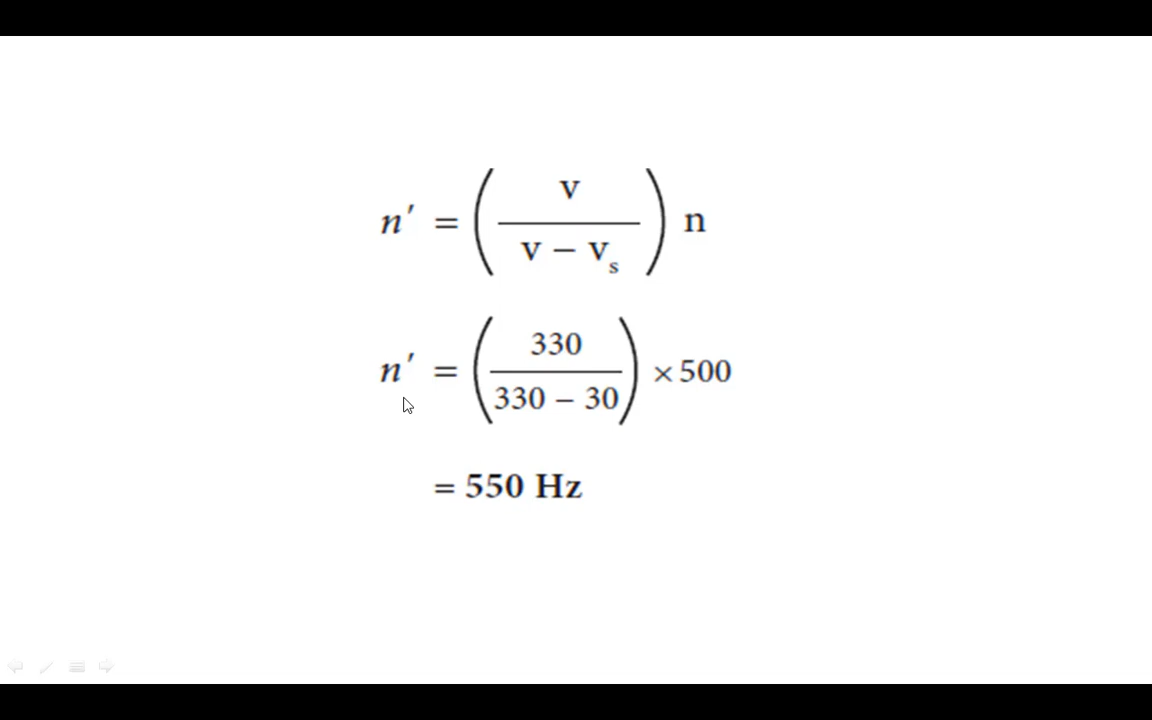 n′ = ( v / v − vₛ ) n
n′ = ( 330 / 330 − 30 ) × 500
= 550 Hz